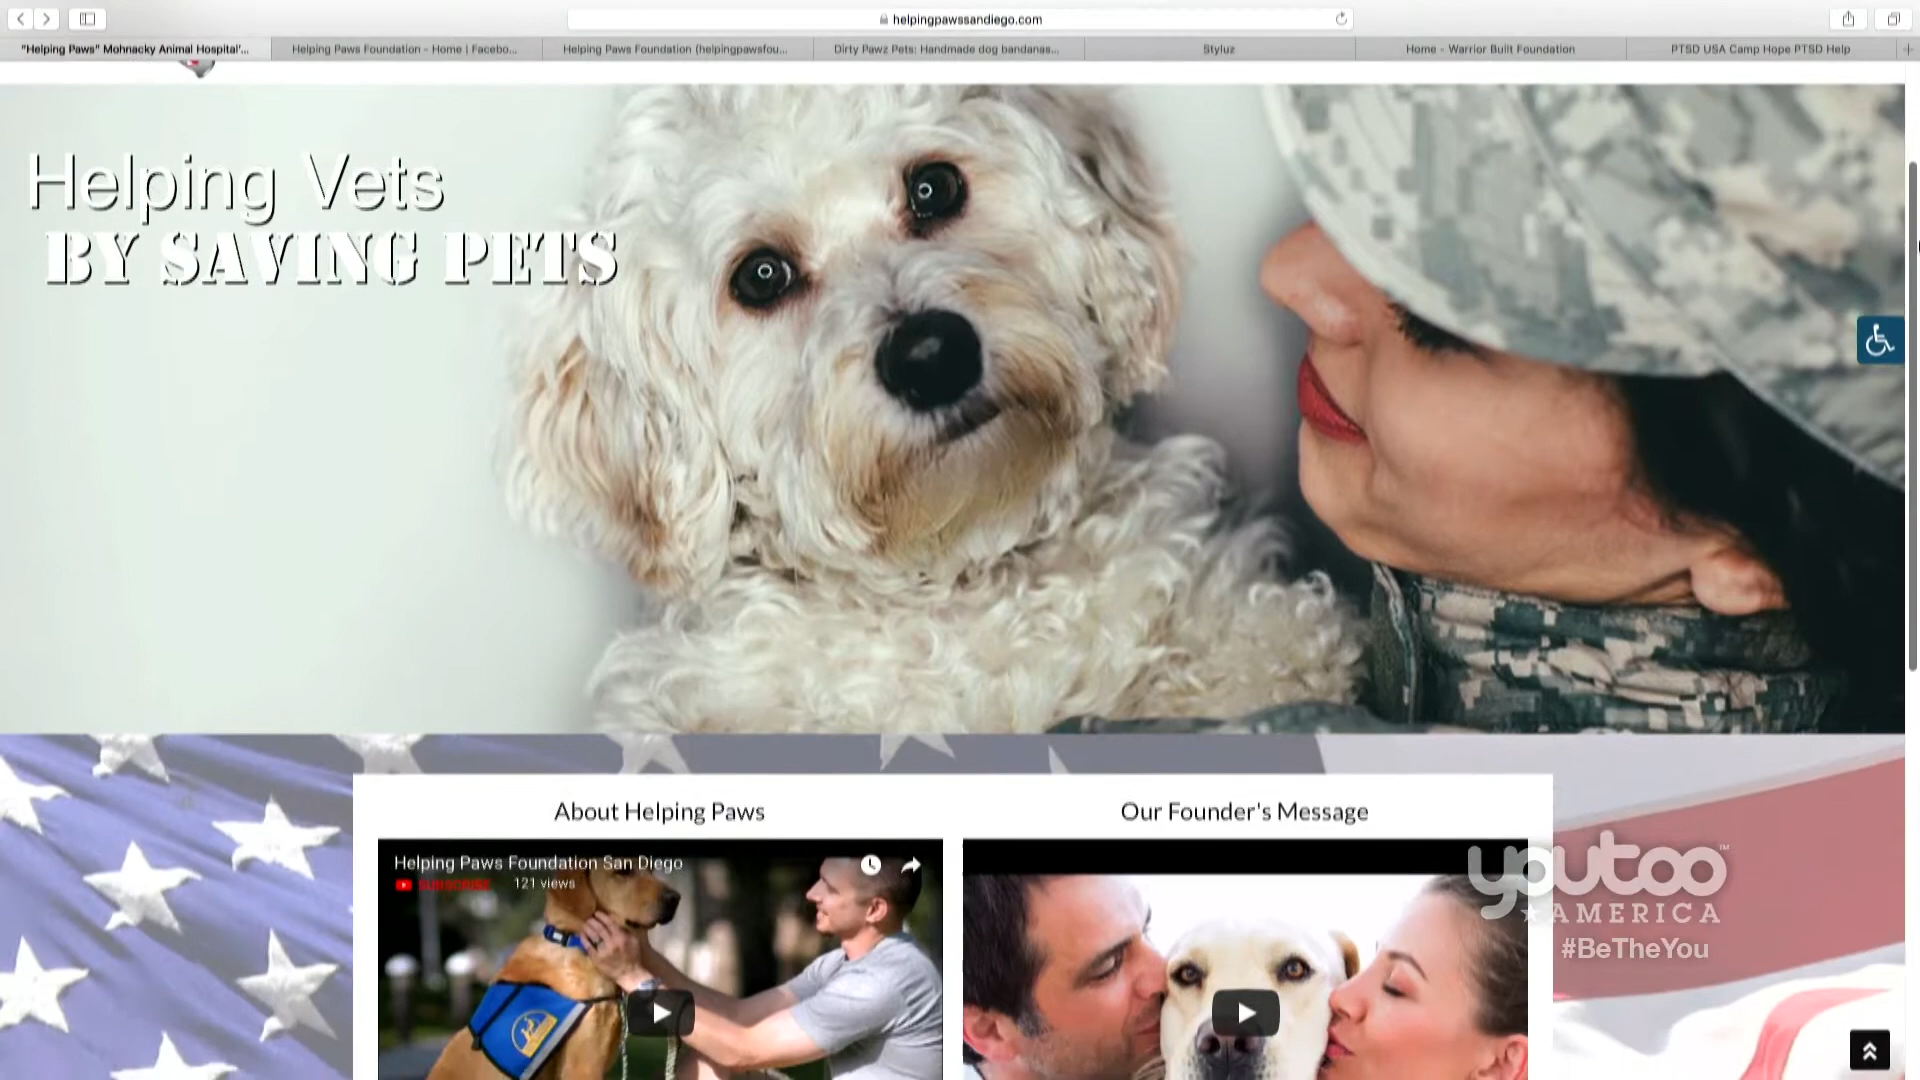 helpingpawssandiego.com
"Helping Paws" Mohnacky Animal Hospital'...
Helping Paws Foundation - Home | Facebo...
Helping Paws Foundation (helpingpawsfou...
Dirty Pawz Pets: Handmade dog bandanas...
Styluz
Home - Warrior Built Foundation
PTSD USA Camp Hope PTSD Help
Helping Vets
BY SAVING PETS
About Helping Paws
Our Founder's Message
Helping Paws Foundation San Diego
SUBSCRIBE 121 views
youtoo™
AMERICA
#BeTheYou